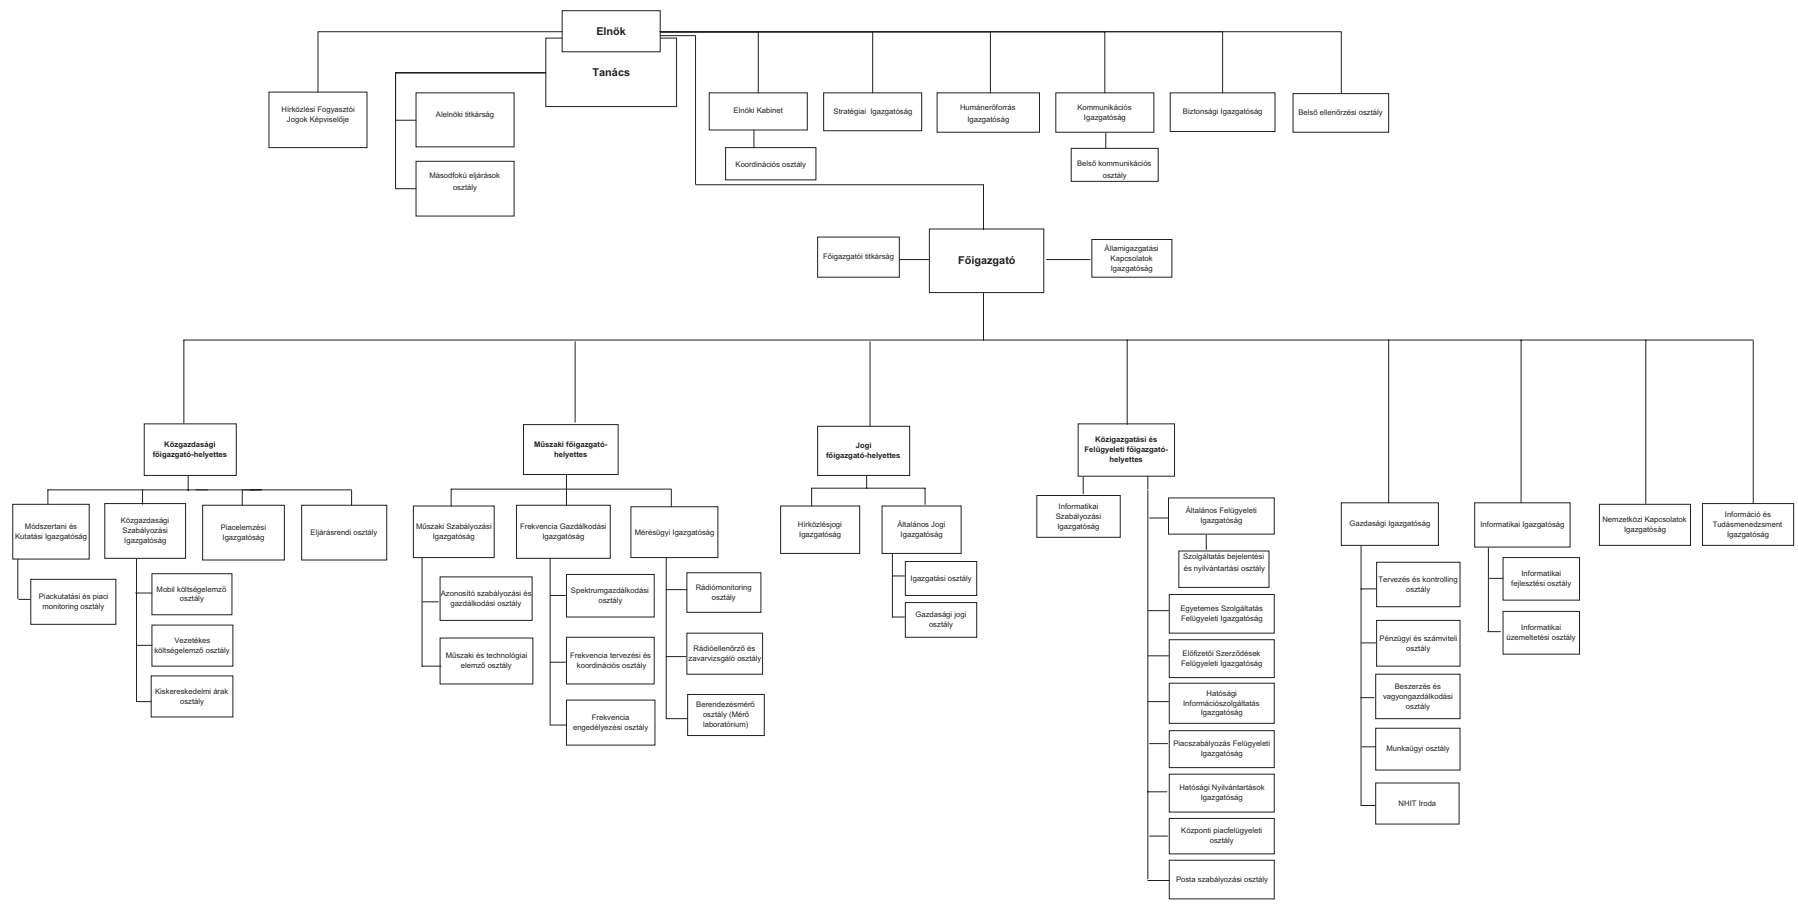 Elnök
Tanács
Hírközlési Fogyasztói
Jogok Képviselője
Alelnöki titkárság
Másodfokú eljárások
osztály
Elnöki Kabinet
Koordinációs osztály
Stratégiai Igazgatóság
Humánerőforrás
Igazgatóság
Kommunikációs
Igazgatóság
Belső kommunikációs
osztály
Biztonsági Igazgatóság
Belső ellenőrzési osztály
Főigazgatói titkárság
Főigazgató
Államigazgatási
Kapcsolatok
Igazgatóság
Közgazdasági
főigazgató-helyettes
Műszaki főigazgató-
helyettes
Jogi
főigazgató-helyettes
Közigazgatási és
Felügyeleti főigazgató-
helyettes
Módszertani és
Kutatási Igazgatóság
Piackutatási és piaci
monitoring osztály
Közgazdasági
Szabályozási
Igazgatóság
Mobil költségelemző
osztály
Vezetékes
költségelemző osztály
Kiskereskedelmi árak
osztály
Piacelemzési
Igazgatóság
Eljárásrendi osztály
Műszaki Szabályozási
Igazgatóság
Azonosító szabályozási és
gazdálkodási osztály
Műszaki és technológiai
elemző osztály
Frekvencia Gazdálkodási
Igazgatóság
Spektrumgazdálkodási
osztály
Frekvencia tervezési és
koordinációs osztály
Frekvencia
engedélyezési osztály
Mérésügyi Igazgatóság
Rádiómonitoring
osztály
Rádióellenőrző és
zavarvizsgáló osztály
Berendezésmérő
osztály (Mérő
laboratórium)
Hírközlésjogi
Igazgatóság
Általános Jogi
Igazgatóság
Igazgatási osztály
Gazdasági jogi
osztály
Informatikai
Szabályozási
Igazgatóság
Általános Felügyeleti
Igazgatóság
Szolgáltatás bejelentési
és nyilvántartási osztály
Egyetemes Szolgáltatás
Felügyeleti Igazgatóság
Előfizetői Szerződések
Felügyeleti Igazgatóság
Hatósági
Információszolgáltatás
Igazgatóság
Piacszabályozás Felügyeleti
Igazgatóság
Hatósági Nyilvántartások
Igazgatóság
Központi piacfelügyeleti
osztály
Posta szabályozási osztály
Gazdasági Igazgatóság
Tervezés és kontrolling
osztály
Pénzügyi és számviteli
osztály
Beszerzés és
vagyongazdálkodási
osztály
Munkaügyi osztály
NHIT Iroda
Informatikai Igazgatóság
Informatikai
fejlesztési osztály
Informatikai
üzemeltetési osztály
Nemzetközi Kapcsolatok
Igazgatóság
Információ és
Tudásmenedzsment
Igazgatóság